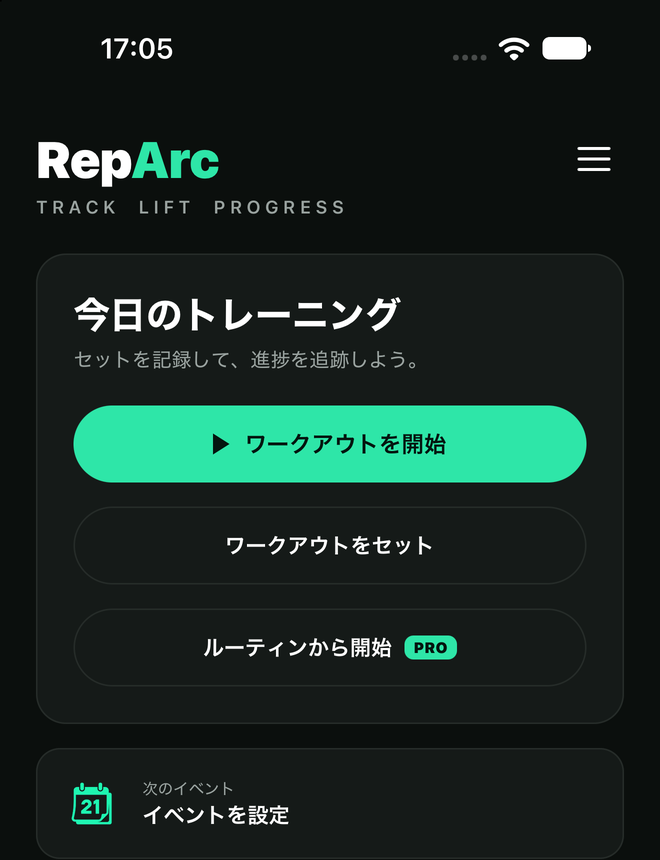 17:05
RepArc
TRACK LIFT PROGRESS
今日のトレーニング
セットを記録して、進捗を追跡しよう。
ワークアウトを開始
ワークアウトをセット
ルーティンから開始 PRO
次のイベント
21
イベントを設定